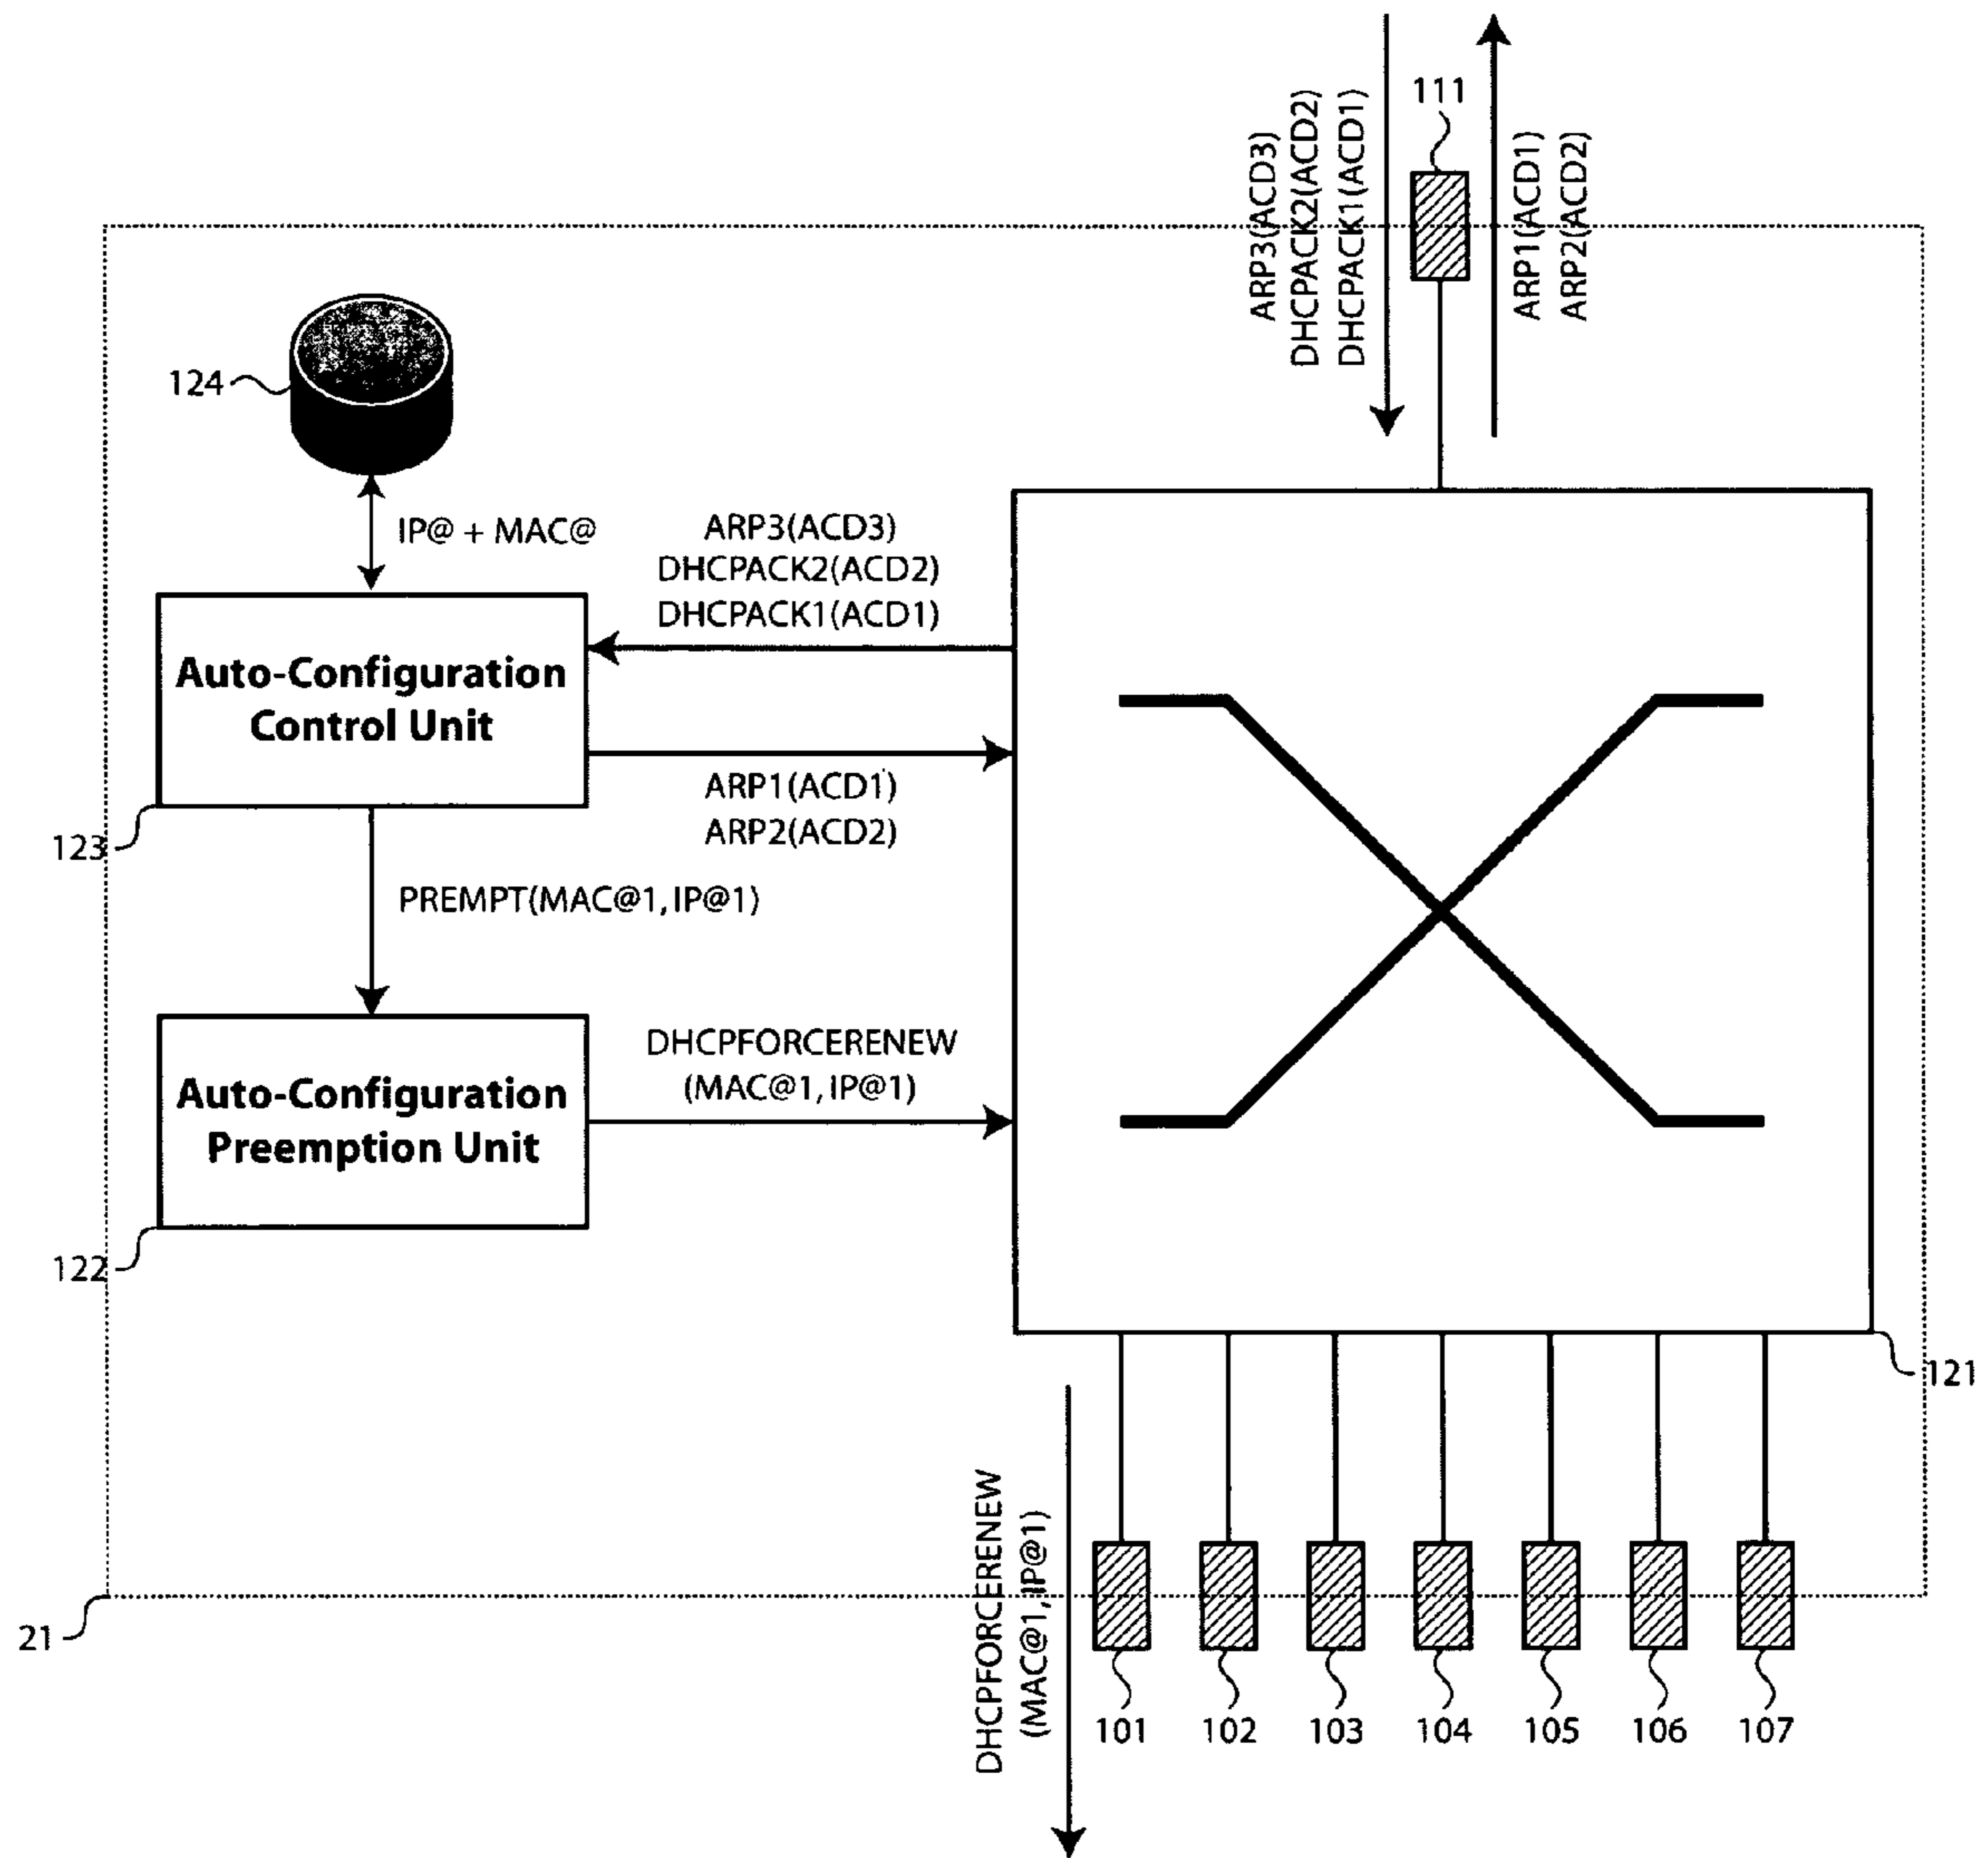 111
ARP3(ACD3)
DHCPACK2(ACD2)
DHCPACK1(ACD1)
ARP1(ACD1)
ARP2(ACD2)
124
IP@ + MAC@
ARP3(ACD3)
DHCPACK2(ACD2)
DHCPACK1(ACD1)
Auto-Configuration
Control Unit
ARP1(ACD1)
ARP2(ACD2)
123
PREMPT(MAC@1, IP@1)
DHCPFORCERENEW
(MAC@1, IP@1)
Auto-Configuration
Preemption Unit
122
121
DHCPFORCERENEW
(MAC@1, IP@1)
21
101 102 103 104 105 106 107